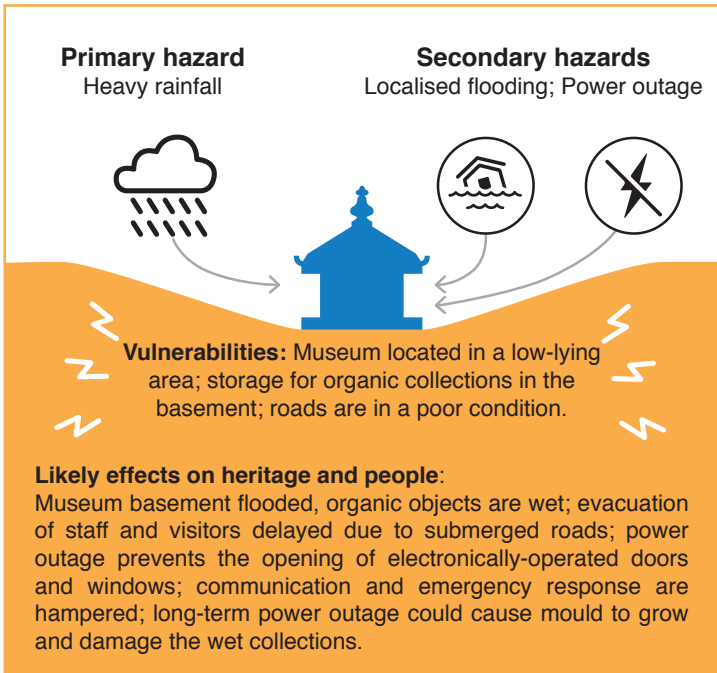 Primary hazard
Heavy rainfall
Secondary hazards
Localised flooding; Power outage
Vulnerabilities: Museum located in a low-lying
area; storage for organic collections in the
basement; roads are in a poor condition.
Likely effects on heritage and people:
Museum basement flooded, organic objects are wet; evacuation
of staff and visitors delayed due to submerged roads; power
outage prevents the opening of electronically-operated doors
and windows; communication and emergency response are
hampered; long-term power outage could cause mould to grow
and damage the wet collections.